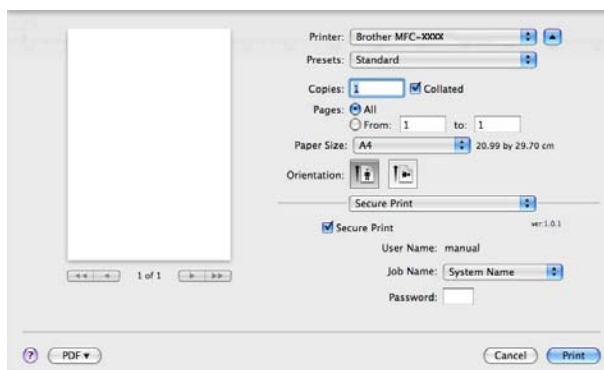 Printer: Brother MFC-XXXX
Presets: Standard
Copies: 1 Collated
Pages: All
From: 1 to: 1
Paper Size: A4 20.99 by 29.70 cm
Orientation:
Secure Print
Secure Print ver:1.0.1
User Name: manual
Job Name: System Name
Password:
1 of 1
? PDF ▾ Cancel Print